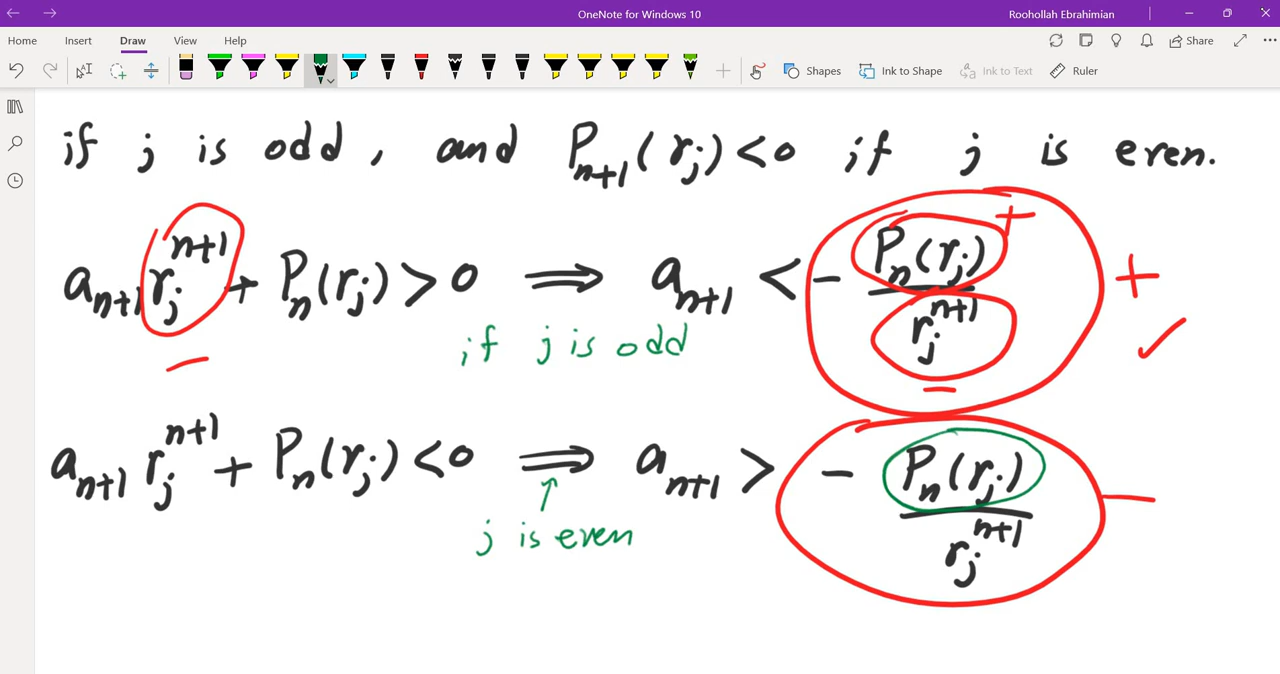 OneNote for Windows 10
Roohollah Ebrahimian
Home Insert Draw View Help
Share
Shapes Ink to Shape Ink to Text Ruler
if j is odd, and P_{n+1}(r_j) < 0 if j is even.
a_{n+1} r_j^{n+1} + P_n(r_j) > 0 ⟹ a_{n+1} < - P_n(r_j) / r_j^{n+1} + + ✓
− if j is odd −
a_{n+1} r_j^{n+1} + P_n(r_j) < 0 ⟹ a_{n+1} > - P_n(r_j) / r_j^{n+1} −
↑
j is even